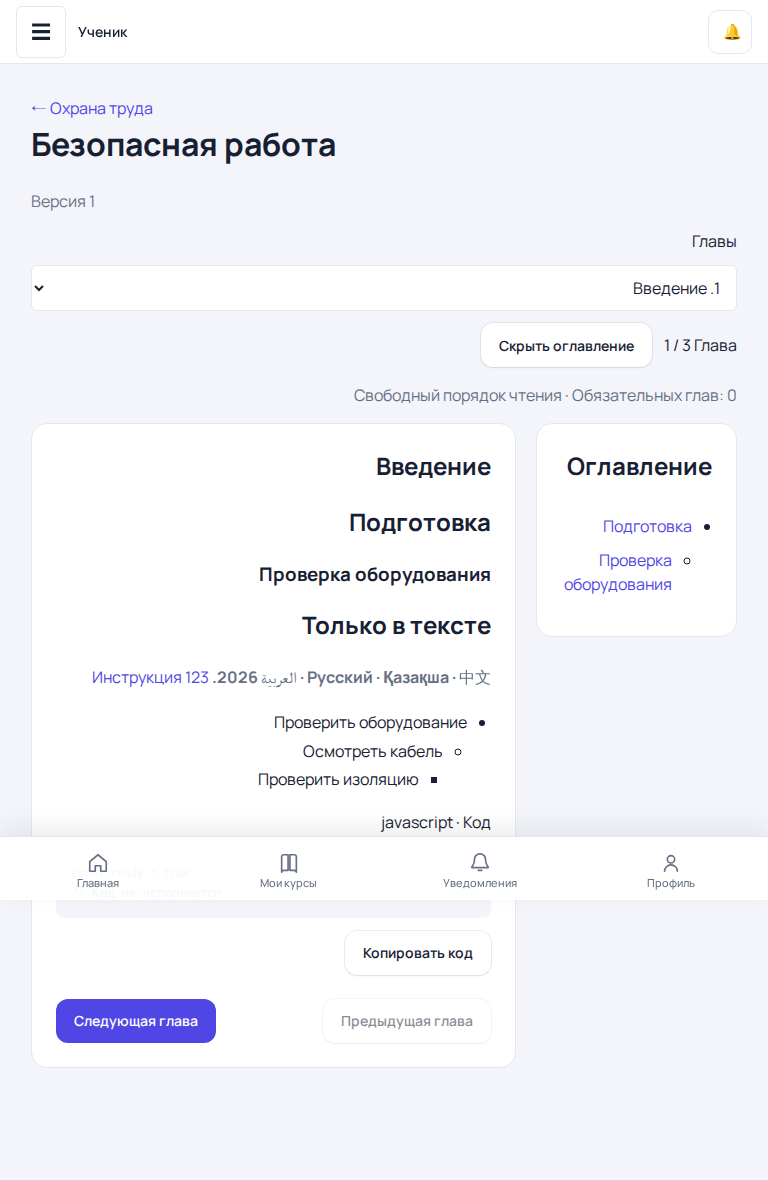 Ученик
← Охрана труда
Безопасная работа
Версия 1
Главы
1. Введение
1 / 3 Глава
Скрыть оглавление
Свободный порядок чтения · Обязательных глав: 0
Оглавление
Подготовка
Проверка оборудования
Введение
Подготовка
Проверка оборудования
Только в тексте
中文 · Қазақша · Русский · العربية 2026. Инструкция 123
Проверить оборудование
Осмотреть кабель
Проверить изоляцию
javascript · Код
ready = true;
Главная
Мои курсы
Уведомления
Профиль
Копировать код
Предыдущая глава
Следующая глава